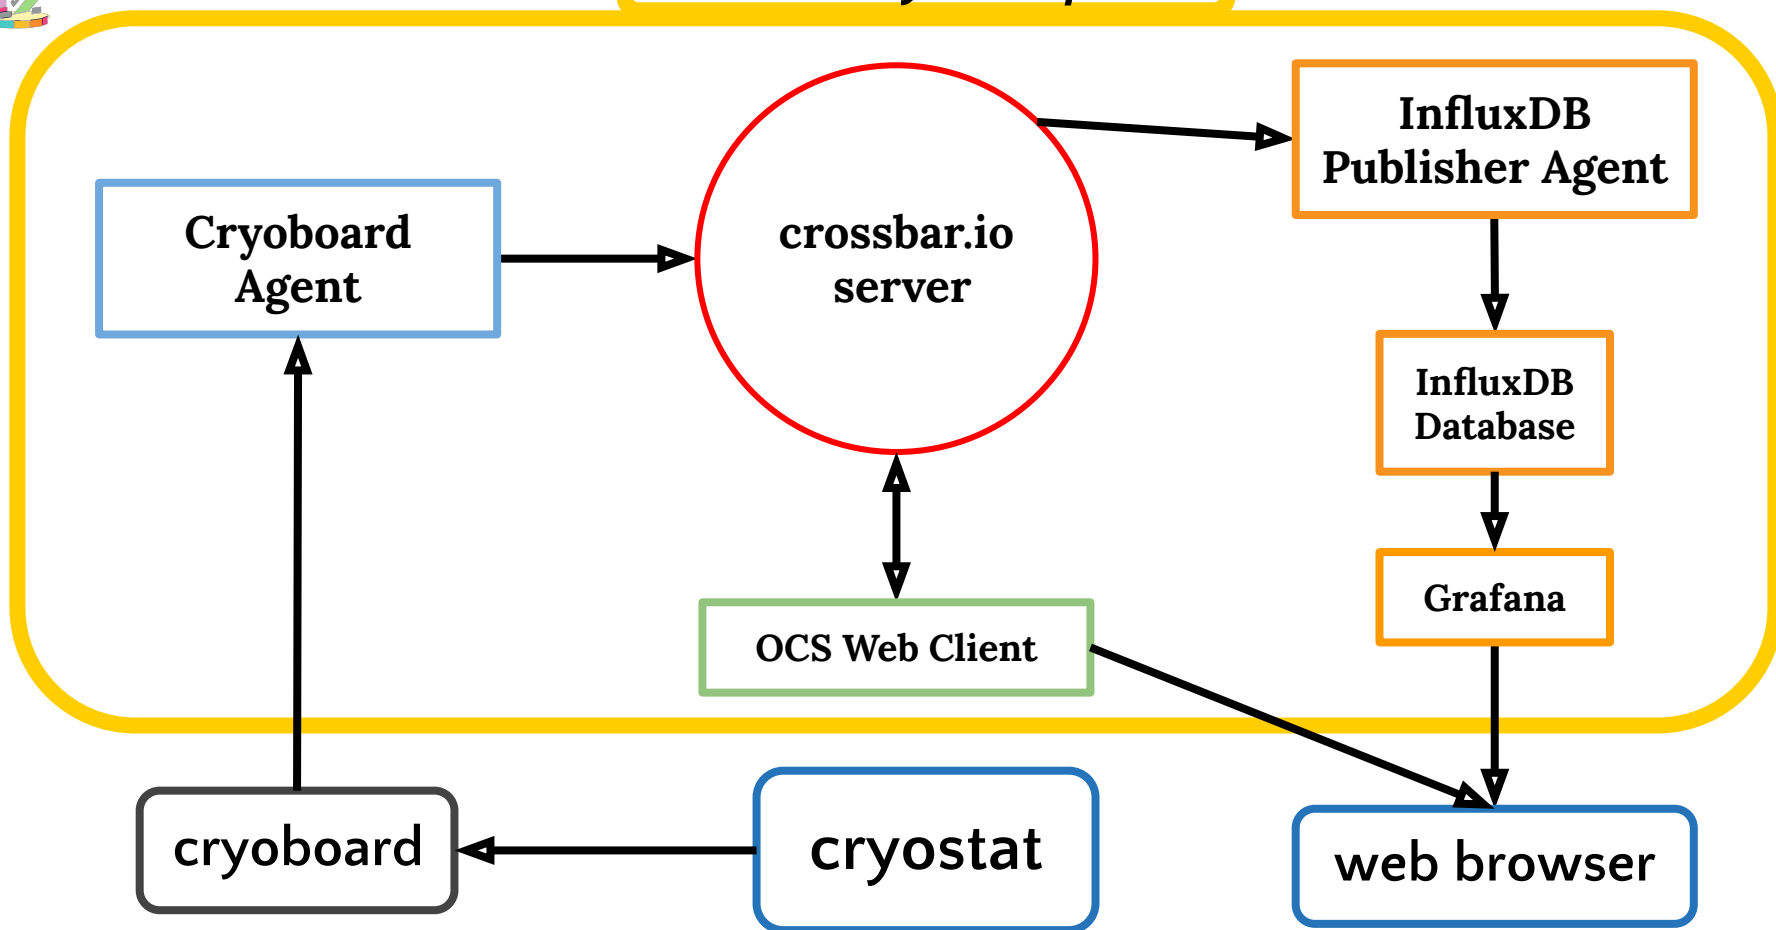 InfluxDB
Publisher Agent
Cryoboard
Agent
crossbar.io
server
InfluxDB
Database
Grafana
OCS Web Client
cryoboard
cryostat
web browser